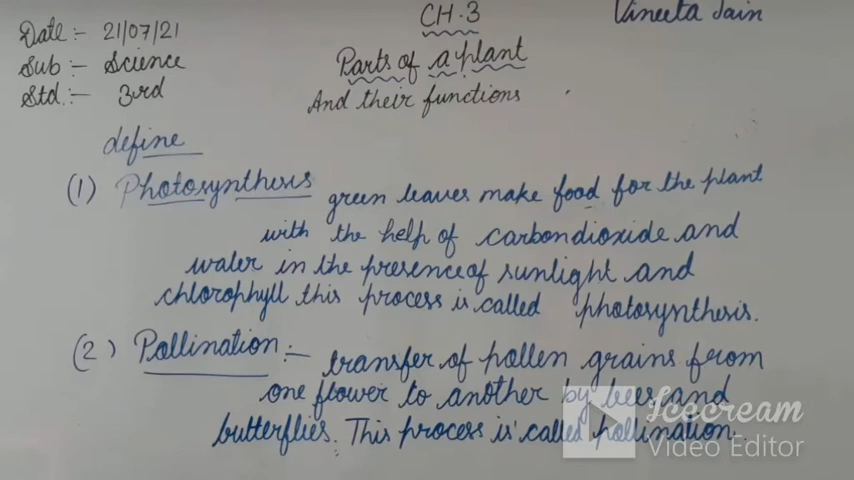 Date:- 21/07/21
Sub:- Science
Std:- 3rd
CH.3
Parts of a plant
And their functions
Vineeta Jain
define
(1) Photosynthesis green leaves make food for the plant
with the help of carbondioxide and
water in the presence of sunlight and
chlorophyll this process is called photosynthesis.
(2) Pollination:- transfer of pollen grains from
one flower to another by bees and
butterflies. This process is called pollination.
Icecream
Video Editor